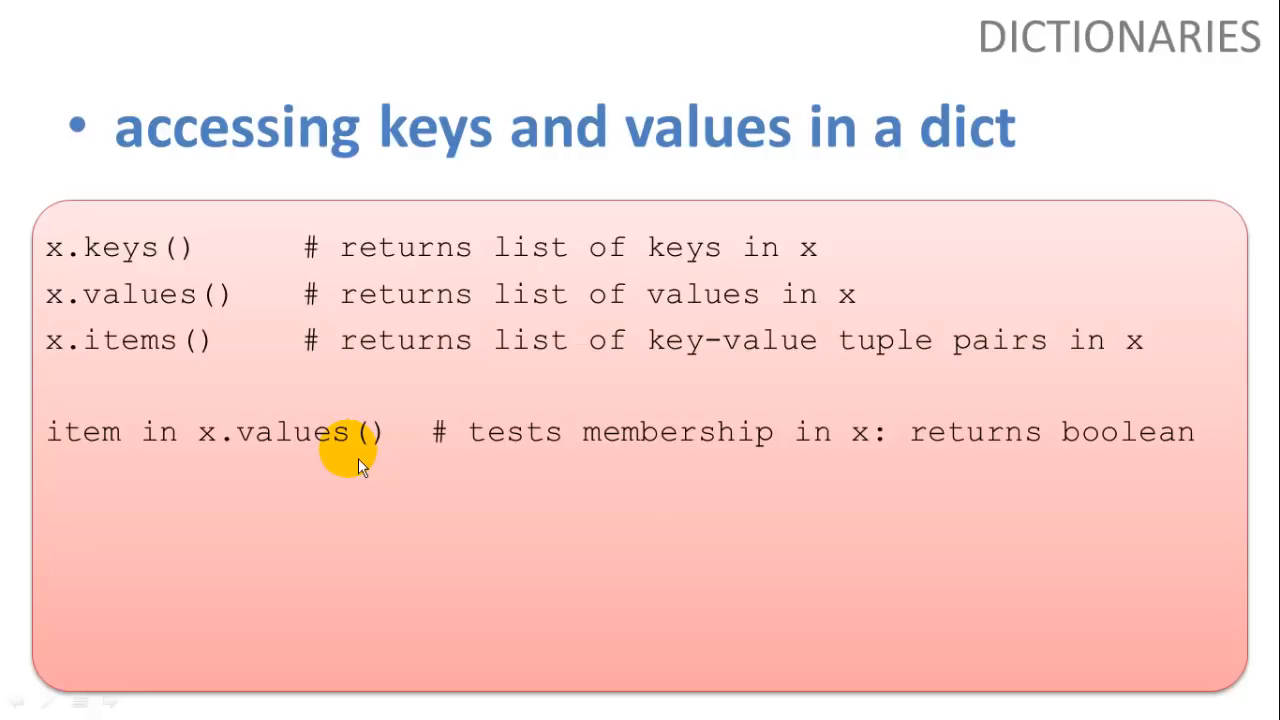 DICTIONARIES
• accessing keys and values in a dict
x.keys()      # returns list of keys in x
x.values()    # returns list of values in x
x.items()     # returns list of key-value tuple pairs in x
item in x.values()   # tests membership in x: returns boolean